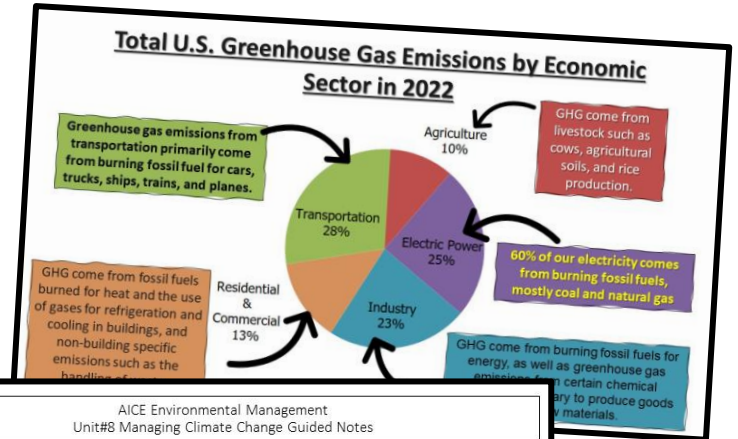 Total U.S. Greenhouse Gas Emissions by Economic
Sector in 2022
Greenhouse gas emissions from
transportation primarily come
from burning fossil fuel for cars,
trucks, ships, trains, and planes.
Agriculture
10%
GHG come from
livestock such as
cows, agricultural
soils, and rice
production.
Transportation
28%
Electric Power
25%
60% of our electricity comes
from burning fossil fuels,
mostly coal and natural gas
GHG come from fossil fuels
burned for heat and the use
of gases for refrigeration and
cooling in buildings, and
non-building specific
emissions such as the
handling of
Residential
&
Commercial
13%
Industry
23%
GHG come from burning fossil fuels for
energy, as well as greenhouse gas
certain chemical
to produce goods
materials.
AICE Environmental Management
Unit#8 Managing Climate Change Guided Notes